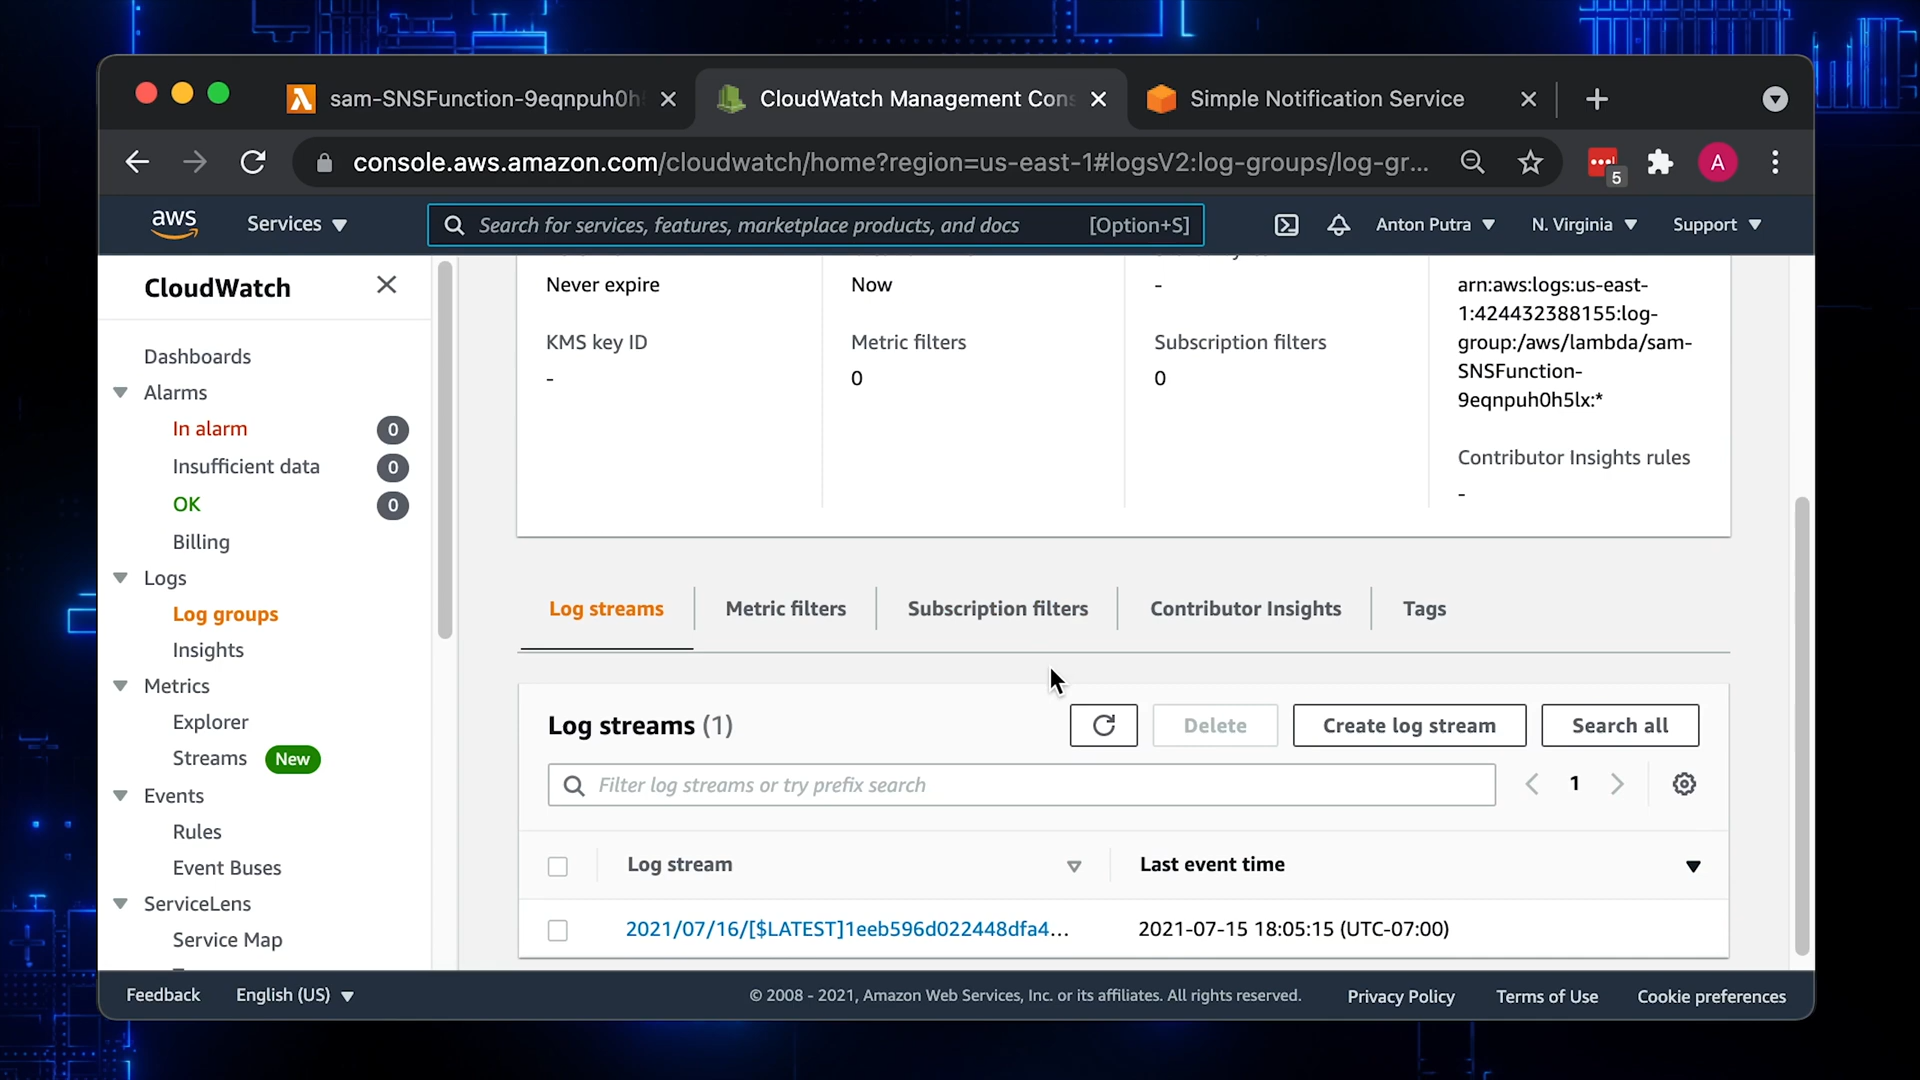 sam-SNSFunction-9eqnpuh0h
CloudWatch Management Con
Simple Notification Service
console.aws.amazon.com/cloudwatch/home?region=us-east-1#logsV2:log-groups/log-gr...
5
A
aws
Services
Search for services, features, marketplace products, and docs
[Option+S]
Anton Putra
N. Virginia
Support
CloudWatch
Dashboards
Alarms
In alarm 0
Insufficient data 0
OK 0
Billing
Logs
Log groups
Insights
Metrics
Explorer
Streams New
Events
Rules
Event Buses
ServiceLens
Service Map
Never expire
KMS key ID
-
Now
Metric filters
0
-
Subscription filters
0
arn:aws:logs:us-east-
1:424432388155:log-
group:/aws/lambda/sam-
SNSFunction-
9eqnpuh0h5lx:*
Contributor Insights rules
-
Log streams
Metric filters
Subscription filters
Contributor Insights
Tags
Log streams (1)
Delete
Create log stream
Search all
Filter log streams or try prefix search
1
Log stream
Last event time
2021/07/16/[$LATEST]1eeb596d022448dfa4...
2021-07-15 18:05:15 (UTC-07:00)
Feedback
English (US)
© 2008 - 2021, Amazon Web Services, Inc. or its affiliates. All rights reserved.
Privacy Policy
Terms of Use
Cookie preferences